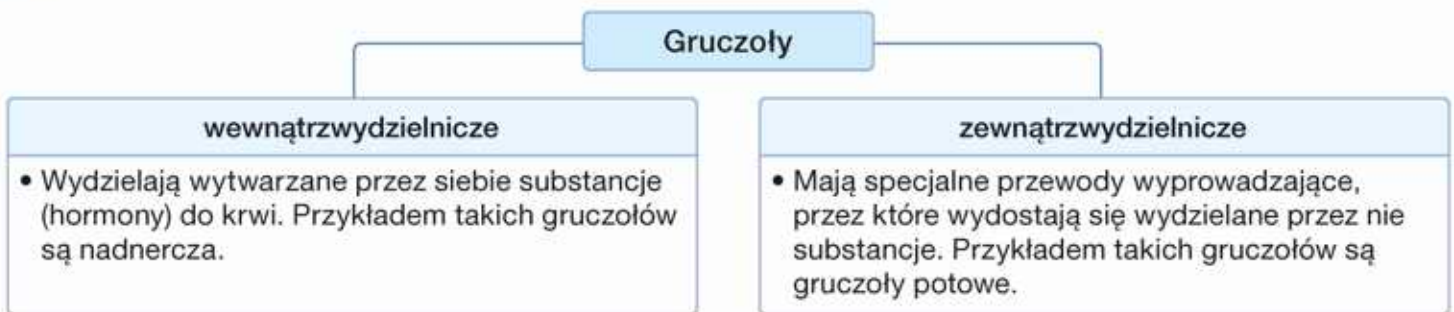 Gruczoły
wewnątrzwydzielnicze
• Wydzielają wytwarzane przez siebie substancje
(hormony) do krwi. Przykładem takich gruczołów
są nadnercza.
zewnątrzwydzielnicze
• Mają specjalne przewody wyprowadzające,
przez które wydostają się wydzielane przez nie
substancje. Przykładem takich gruczołów są
gruczoły potowe.